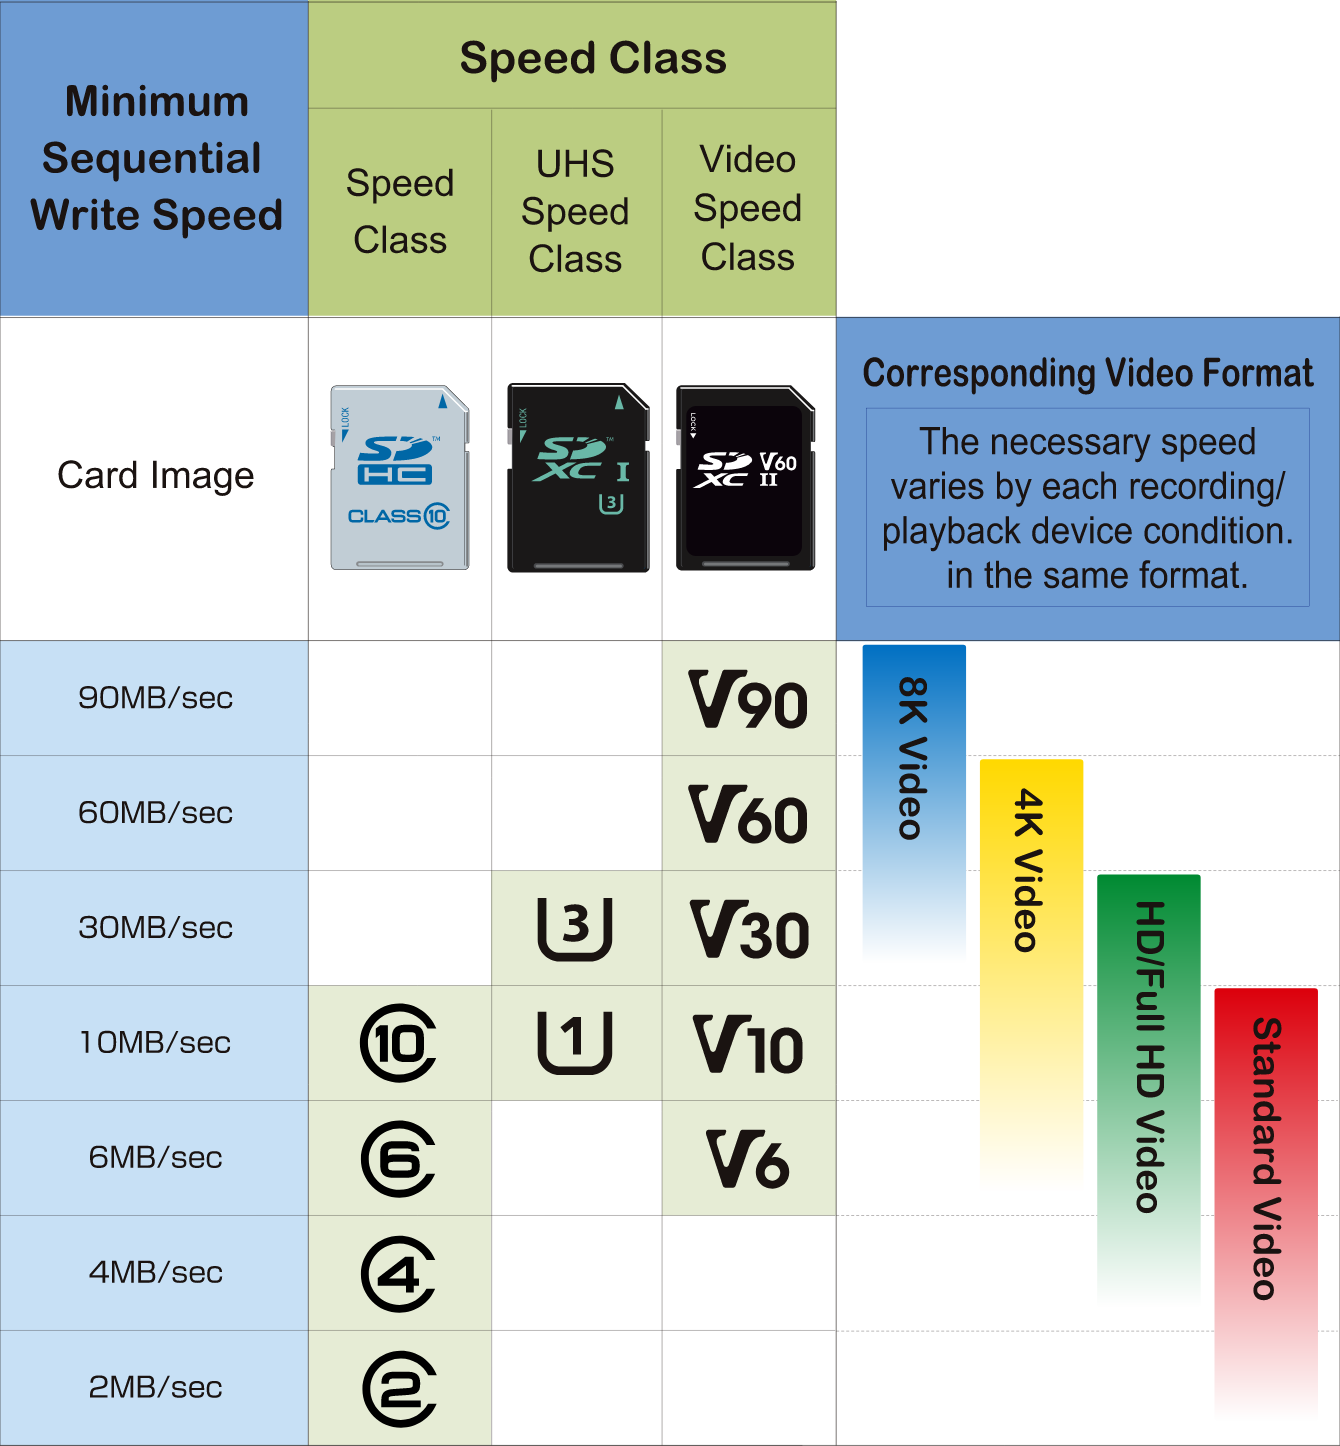 Minimum
Sequential
Write Speed
Speed Class
Speed
Class
UHS
Speed
Class
Video
Speed
Class
Card Image
LOCK
SD™
HC
CLASS 10
LOCK
SD™
XC I
3
LOCK
SD V60
XC II
Corresponding Video Format
The necessary speed
varies by each recording/
playback device condition.
in the same format.
90MB/sec
V90
60MB/sec
V60
30MB/sec
3
V30
10MB/sec
10
1
V10
6MB/sec
6
V6
4MB/sec
4
2MB/sec
2
8K Video
4K Video
HD/Full HD Video
Standard Video